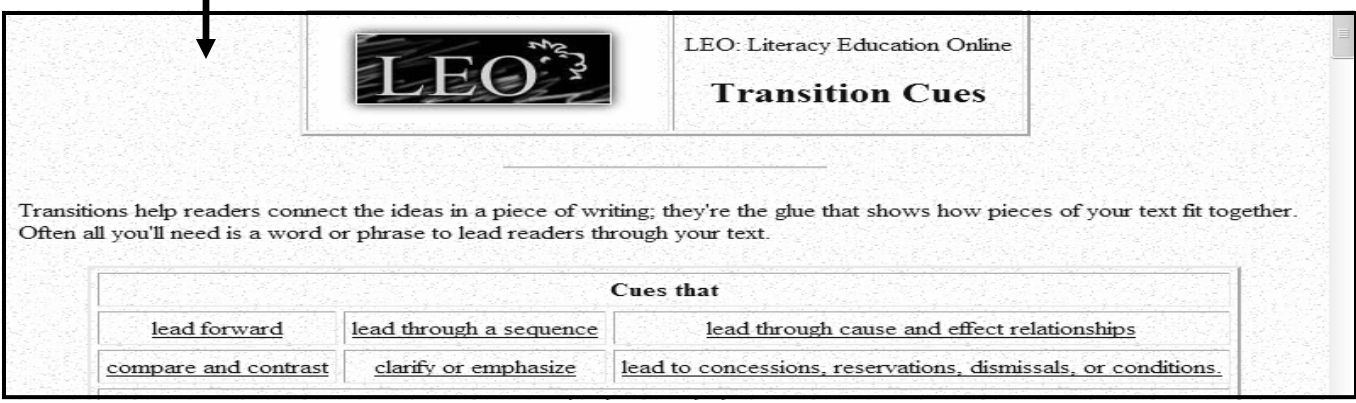 LEO
LEO: Literacy Education Online
Transition Cues
Transitions help readers connect the ideas in a piece of writing; they're the glue that shows how pieces of your text fit together.
Often all you'll need is a word or phrase to lead readers through your text.
Cues that
lead forward lead through a sequence lead through cause and effect relationships
compare and contrast clarify or emphasize lead to concessions, reservations, dismissals, or conditions.